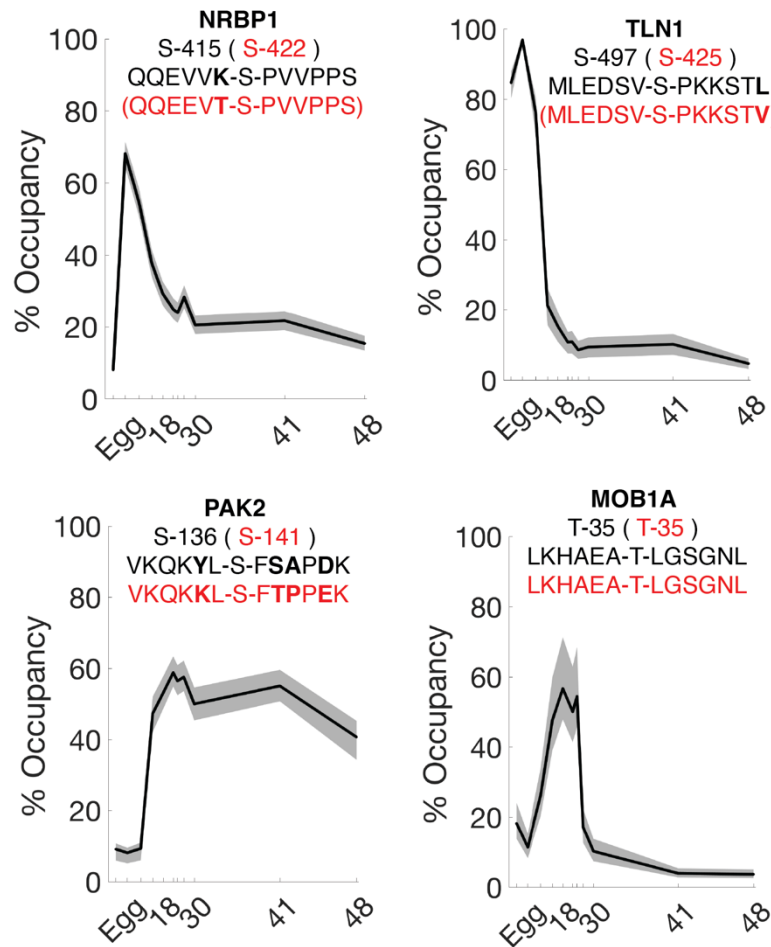 NRBP1
S-415 ( S-422 )
QQEVVK-S-PVVPPS
(QQEEVT-S-PVVPPS)
% Occupancy
100
80
60
40
20
0
Egg
18
30
41
48
TLN1
S-497 ( S-425 )
MLEDSV-S-PKKSTL
(MLEDSV-S-PKKSTV
% Occupancy
100
80
60
40
20
0
Egg
18
30
41
48
PAK2
S-136 ( S-141 )
VKQKYL-S-FSAPDK
VKQKKL-S-FTPPEK
% Occupancy
100
80
60
40
20
0
Egg
18
30
41
48
MOB1A
T-35 ( T-35 )
LKHAEA-T-LGSGNL
LKHAEA-T-LGSGNL
% Occupancy
100
80
60
40
20
0
Egg
18
30
41
48